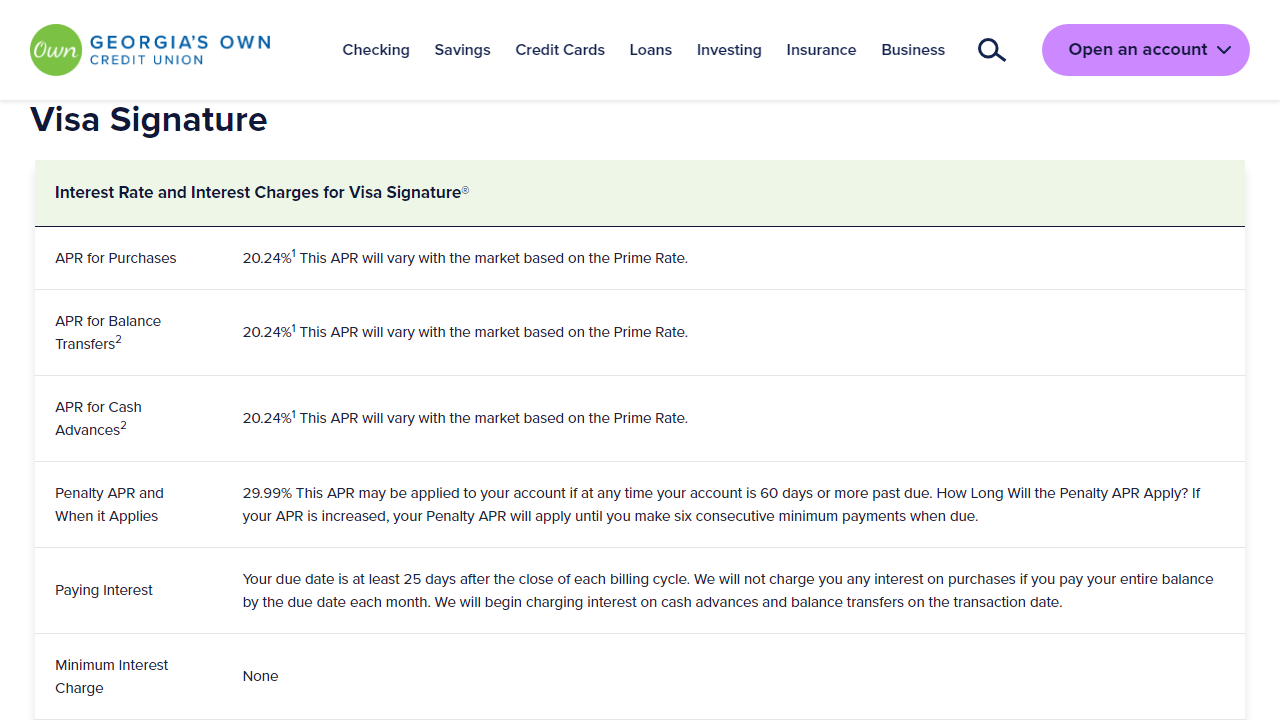 Own
GEORGIA'S OWN
CREDIT UNION
Checking
Savings
Credit Cards
Loans
Investing
Insurance
Business
Open an account
Visa Signature
Interest Rate and Interest Charges for Visa Signature®
APR for Purchases
20.24%1 This APR will vary with the market based on the Prime Rate.
APR for Balance
Transfers2
20.24%1 This APR will vary with the market based on the Prime Rate.
APR for Cash
Advances2
20.24%1 This APR will vary with the market based on the Prime Rate.
Penalty APR and
When it Applies
29.99% This APR may be applied to your account if at any time your account is 60 days or more past due. How Long Will the Penalty APR Apply? If
your APR is increased, your Penalty APR will apply until you make six consecutive minimum payments when due.
Paying Interest
Your due date is at least 25 days after the close of each billing cycle. We will not charge you any interest on purchases if you pay your entire balance
by the due date each month. We will begin charging interest on cash advances and balance transfers on the transaction date.
Minimum Interest
Charge
None